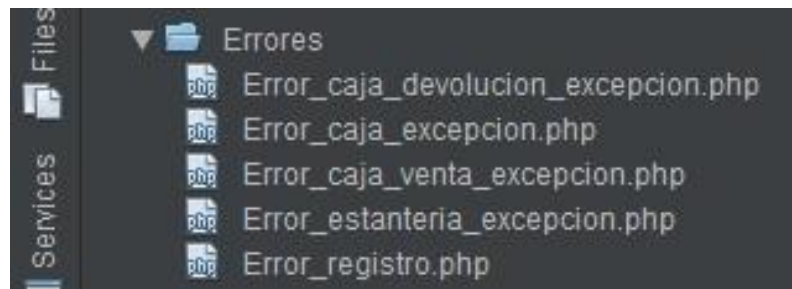 Files
Services
Errores
Error_caja_devolucion_excepcion.php
Error_caja_excepcion.php
Error_caja_venta_excepcion.php
Error_estanteria_excepcion.php
Error_registro.php